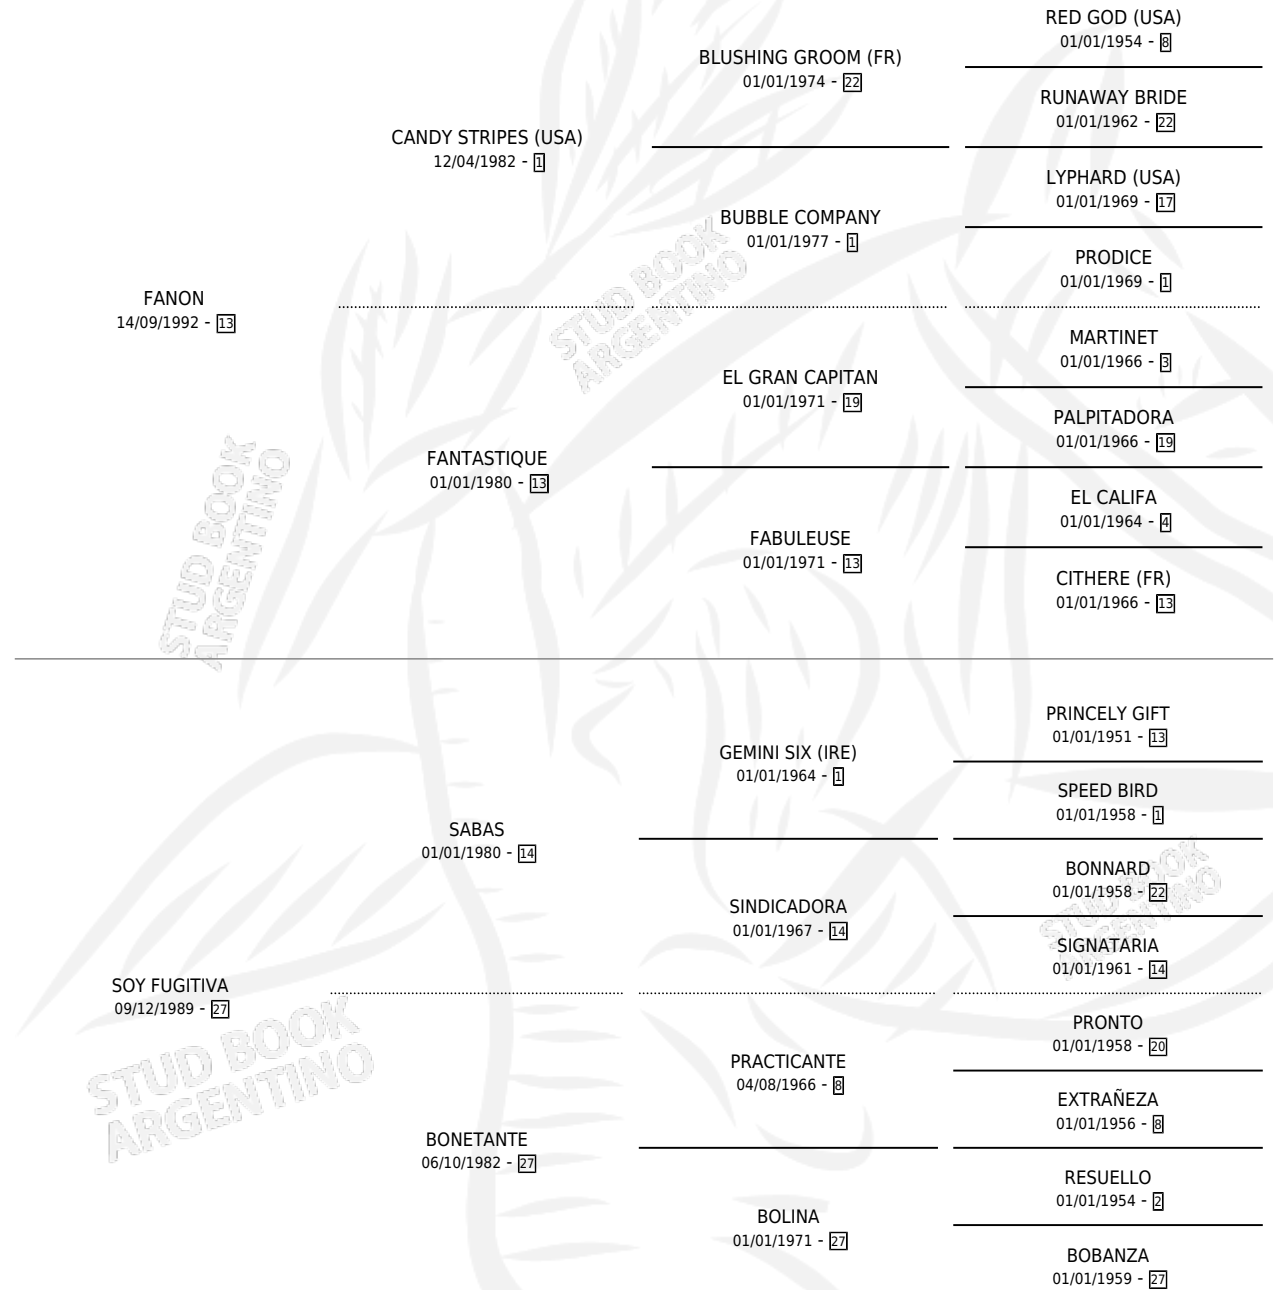 RED GOD (USA)
01/01/1954 - 8
BLUSHING GROOM (FR)
01/01/1974 - 22
RUNAWAY BRIDE
01/01/1962 - 22
CANDY STRIPES (USA)
12/04/1982 - 1
LYPHARD (USA)
01/01/1969 - 17
BUBBLE COMPANY
01/01/1977 - 1
PRODICE
01/01/1969 - 1
FANON
14/09/1992 - 13
MARTINET
01/01/1966 - 3
EL GRAN CAPITAN
01/01/1971 - 19
PALPITADORA
01/01/1966 - 19
FANTASTIQUE
01/01/1980 - 13
EL CALIFA
01/01/1964 - 4
FABULEUSE
01/01/1971 - 13
CITHERE (FR)
01/01/1966 - 13
STUD BOOK
ARGENTINO
STUD BOOK
ARGENTINO
PRINCELY GIFT
01/01/1951 - 13
GEMINI SIX (IRE)
01/01/1964 - 1
SPEED BIRD
01/01/1958 - 1
SABAS
01/01/1980 - 14
BONNARD
01/01/1958 - 22
SINDICADORA
01/01/1967 - 14
SIGNATARIA
01/01/1961 - 14
STUD BOOK
ARGENTINO
SOY FUGITIVA
09/12/1989 - 27
PRONTO
01/01/1958 - 20
PRACTICANTE
04/08/1966 - 8
EXTRAÑEZA
01/01/1956 - 8
BONETANTE
06/10/1982 - 27
RESUELLO
01/01/1954 - 2
BOLINA
01/01/1971 - 27
BOBANZA
01/01/1959 - 27
STUD BOOK
ARGENTINO